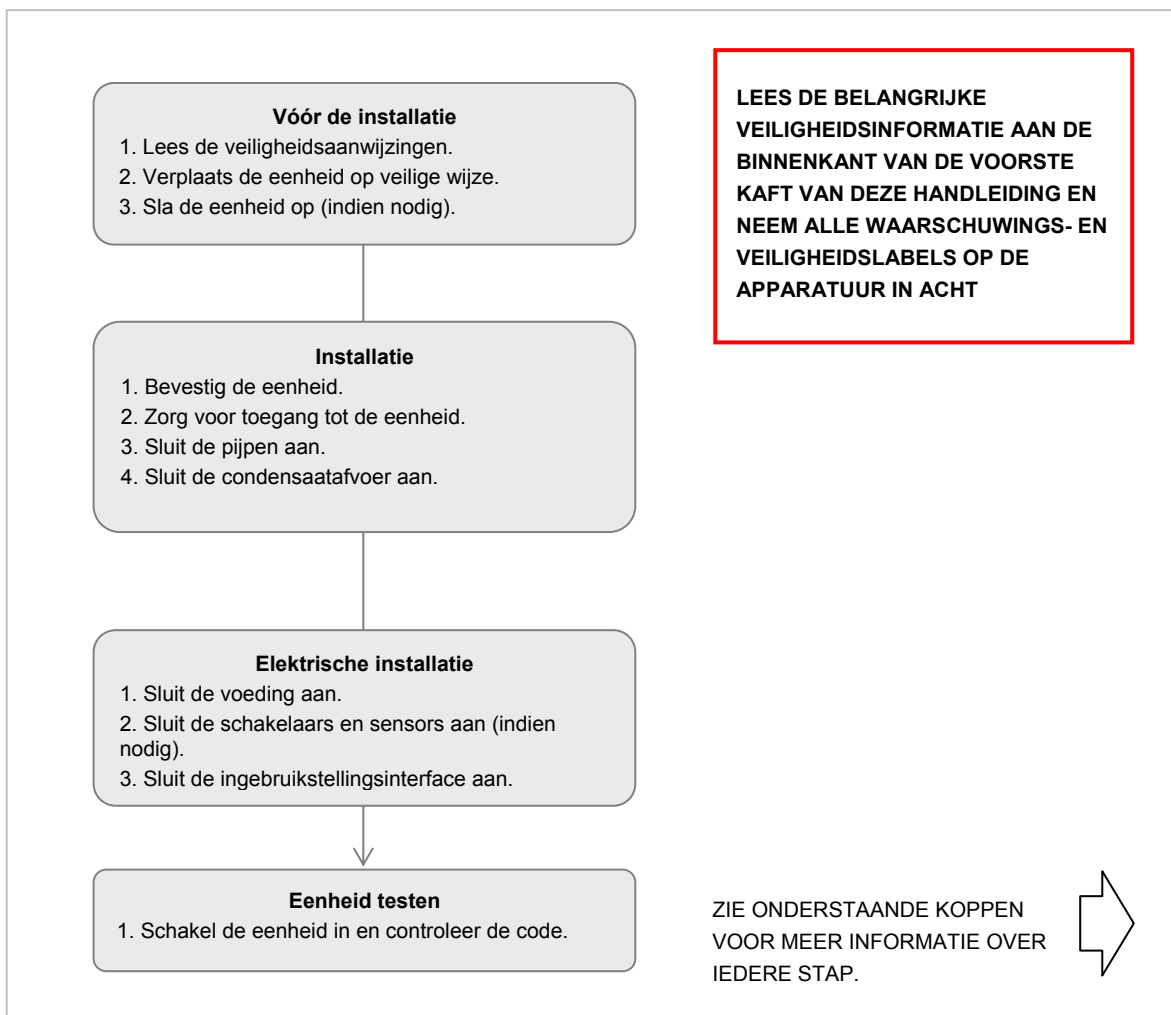 Vóór de installatie
1. Lees de veiligheidsaanwijzingen.
2. Verplaats de eenheid op veilige wijze.
3. Sla de eenheid op (indien nodig).
LEES DE BELANGRIJKE
VEILIGHEIDSINFORMATIE AAN DE
BINNENKANT VAN DE VOORSTE
KAFT VAN DEZE HANDLEIDING EN
NEEM ALLE WAARSCHUWINGS- EN
VEILIGHEIDSLABELS OP DE
APPARATUUR IN ACHT
Installatie
1. Bevestig de eenheid.
2. Zorg voor toegang tot de eenheid.
3. Sluit de pijpen aan.
4. Sluit de condensaatafvoer aan.
Elektrische installatie
1. Sluit de voeding aan.
2. Sluit de schakelaars en sensors aan (indien
nodig).
3. Sluit de ingebruikstellingsinterface aan.
Eenheid testen
1. Schakel de eenheid in en controleer de code.
ZIE ONDERSTAANDE KOPPEN
VOOR MEER INFORMATIE OVER
IEDERE STAP.